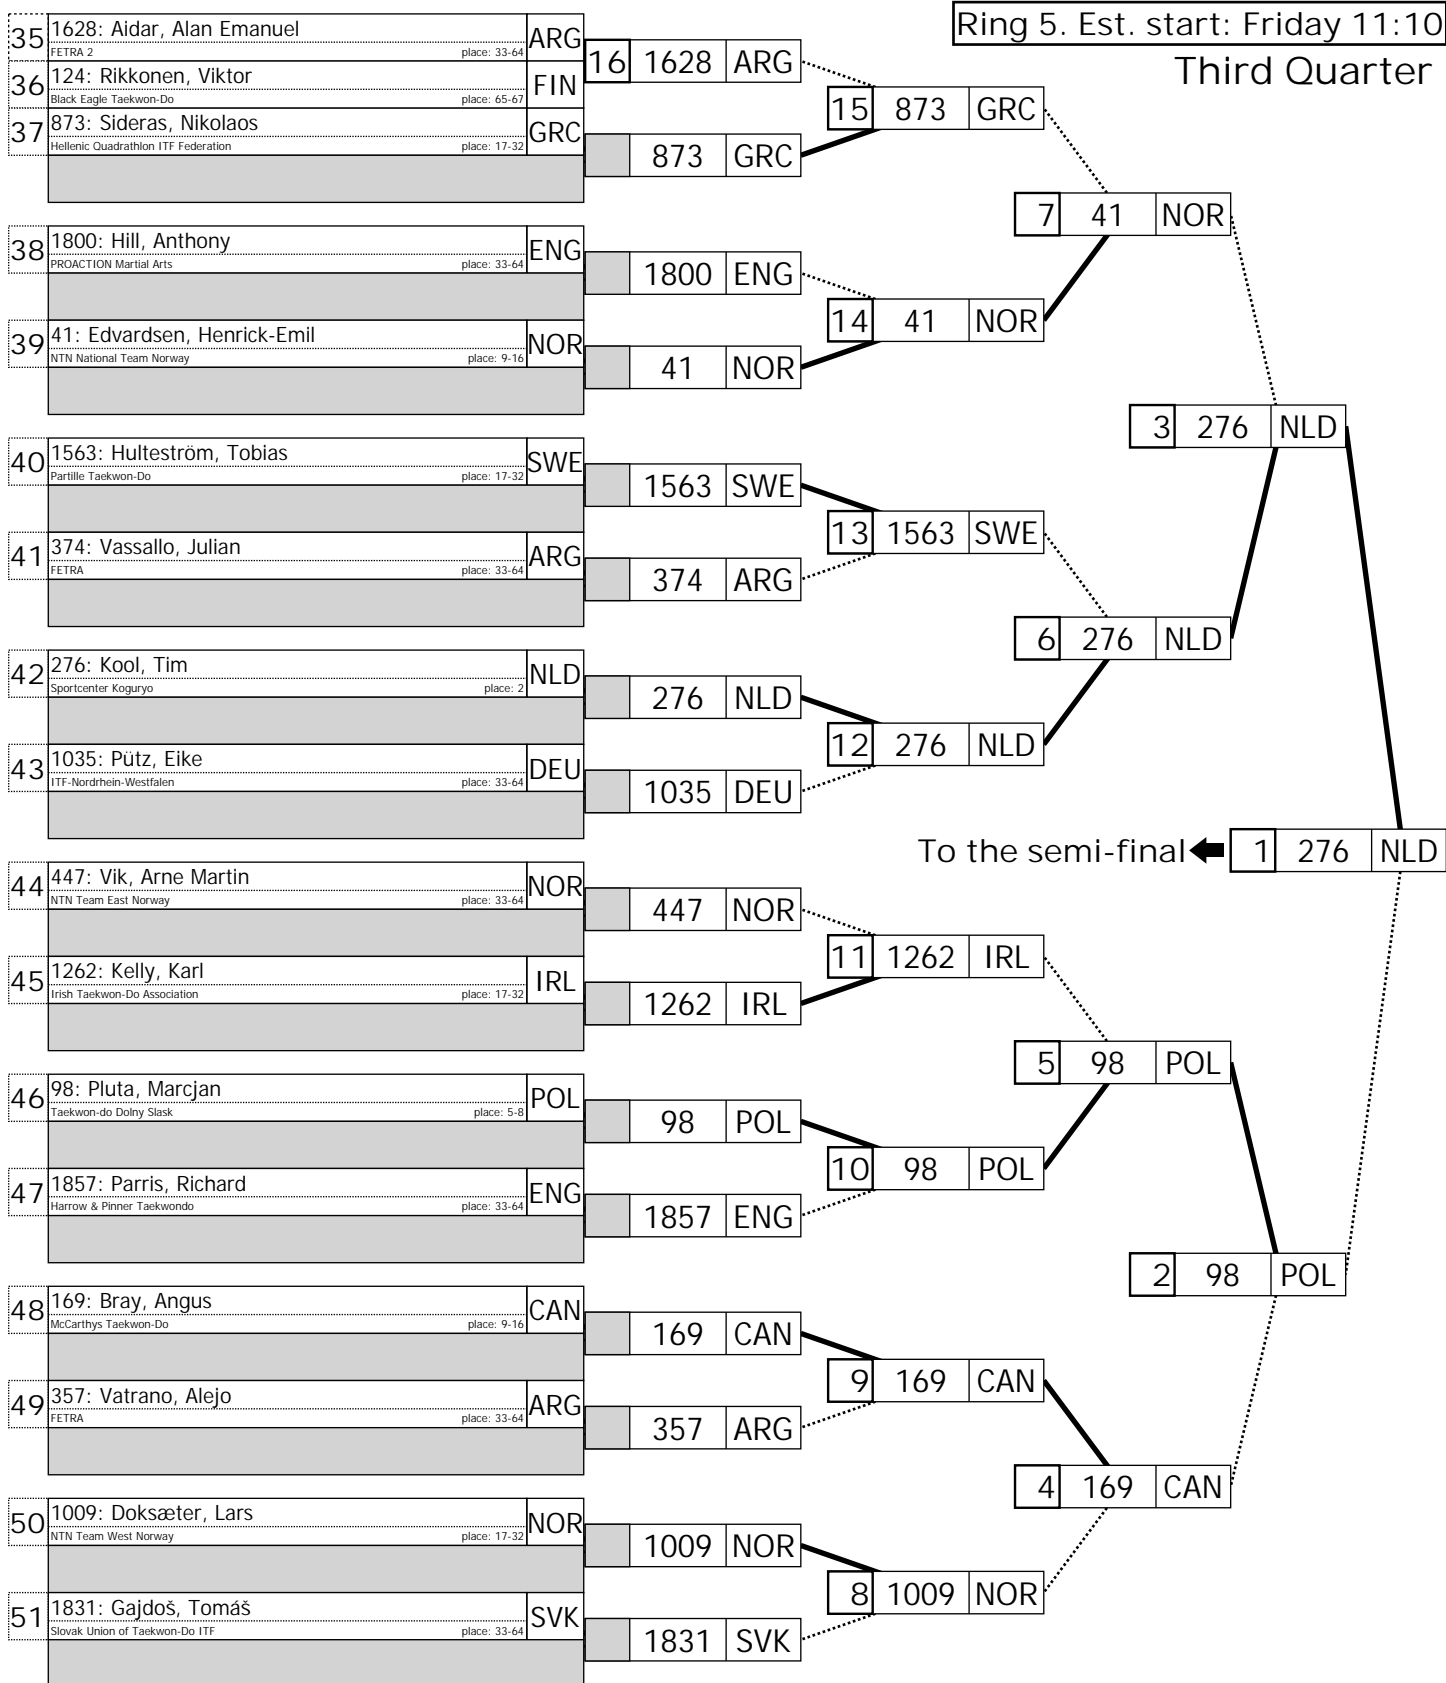 Ring 5. Est. start: Friday 11:10
Third Quarter
35 1628: Aidar, Alan Emanuel ARG
FETRA 2 place: 33-64
36 124: Rikkonen, Viktor FIN
Black Eagle Taekwon-Do place: 65-67
37 873: Sideras, Nikolaos GRC
Hellenic Quadrathlon ITF Federation place: 17-32
38 1800: Hill, Anthony ENG
PROACTION Martial Arts place: 33-64
39 41: Edvardsen, Henrick-Emil NOR
NTN National Team Norway place: 9-16
40 1563: Hulteström, Tobias SWE
Partille Taekwon-Do place: 17-32
41 374: Vassallo, Julian ARG
FETRA place: 33-64
42 276: Kool, Tim NLD
Sportcenter Koguryo place: 2
43 1035: Pütz, Eike DEU
ITF-Nordrhein-Westfalen place: 33-64
44 447: Vik, Arne Martin NOR
NTN Team East Norway place: 33-64
45 1262: Kelly, Karl IRL
Irish Taekwon-Do Association place: 17-32
46 98: Pluta, Marcjan POL
Taekwon-do Dolny Slask place: 5-8
47 1857: Parris, Richard ENG
Harrow & Pinner Taekwondo place: 33-64
48 169: Bray, Angus CAN
McCarthys Taekwon-Do place: 9-16
49 357: Vatrano, Alejo ARG
FETRA place: 33-64
50 1009: Doksæter, Lars NOR
NTN Team West Norway place: 17-32
51 1831: Gajdoš, Tomáš SVK
Slovak Union of Taekwon-Do ITF place: 33-64
16 1628 ARG
873 GRC
1800 ENG
41 NOR
1563 SWE
374 ARG
276 NLD
1035 DEU
447 NOR
1262 IRL
98 POL
1857 ENG
169 CAN
357 ARG
1009 NOR
1831 SVK
15 873 GRC
14 41 NOR
13 1563 SWE
12 276 NLD
11 1262 IRL
10 98 POL
9 169 CAN
8 1009 NOR
7 41 NOR
6 276 NLD
5 98 POL
4 169 CAN
3 276 NLD
2 98 POL
To the semi-final 1 276 NLD